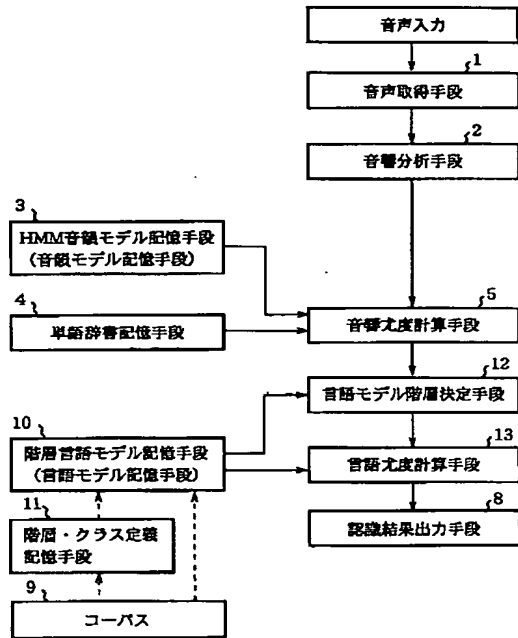 音声入力
1
音声取得手段
2
音響分析手段
3
HMM音韻モデル記憶手段
(音韻モデル記憶手段)
4
単語辞書記憶手段
5
音響尤度計算手段
12
言語モデル階層決定手段
10
階層言語モデル記憶手段
(言語モデル記憶手段)
13
言語尤度計算手段
11
階層・クラス定義
記憶手段
8
認識結果出力手段
9
コーパス